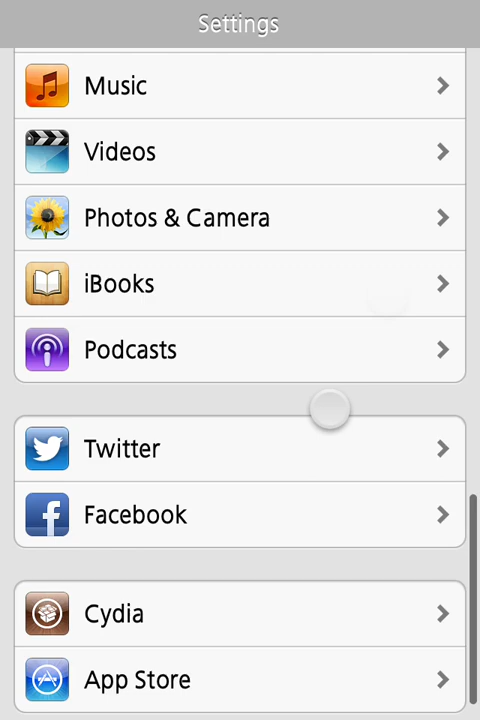 Settings
Music
Videos
Photos & Camera
iBooks
Podcasts
Twitter
Facebook
Cydia
App Store